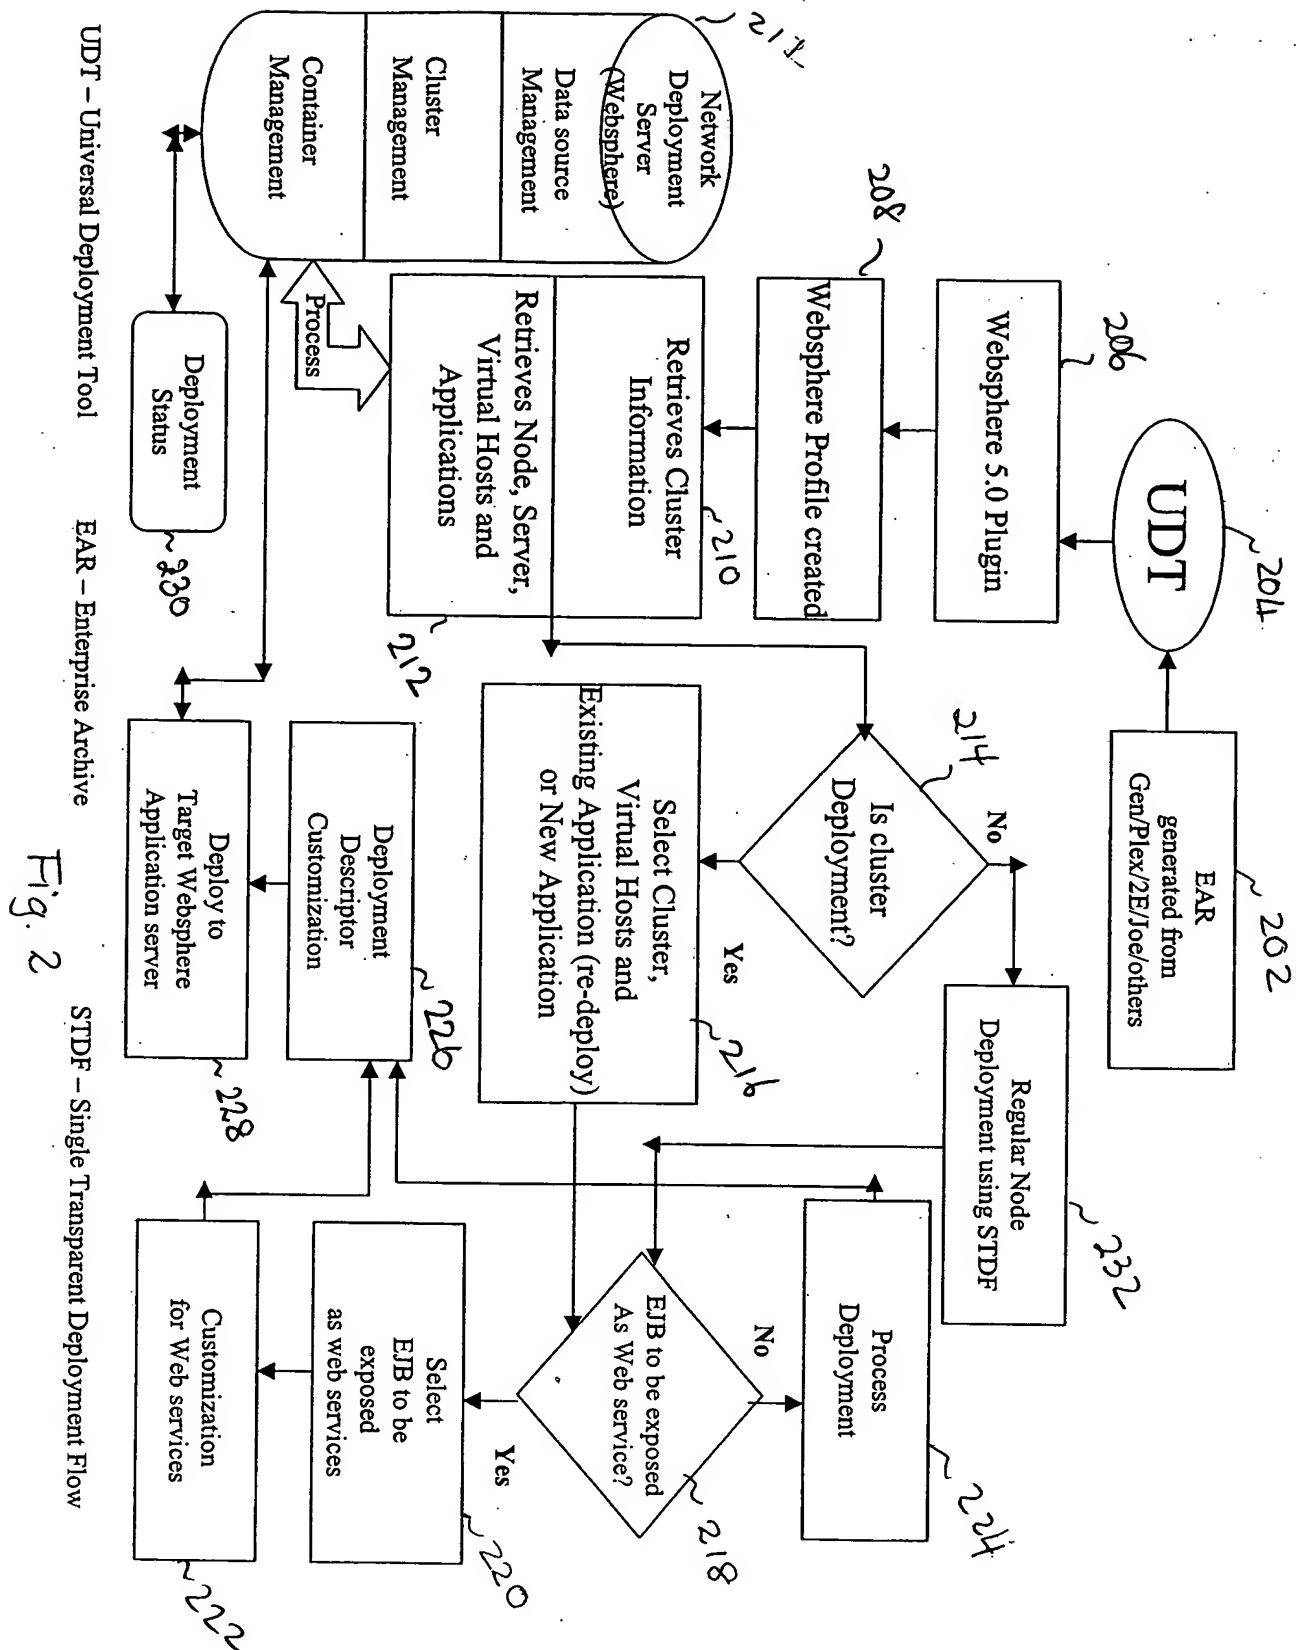 EAR
generated from
Gen/Plex/2E/Joe/others
202
UDT
204
Websphere 5.0 Plugin
206
Websphere Profile created
208
Retrieves Cluster
Information
210
Retrieves Node, Server,
Virtual Hosts and
Applications
212
Network
Deployment
Server
(Websphere)
Data source
Management
Cluster
Management
Container
Management
Process
Is cluster
Deployment?
214
No
Yes
Regular Node
Deployment using STDF
232
Select Cluster,
Virtual Hosts and
Existing Application (re-deploy)
or New Application
216
EJB to be exposed
As Web service?
218
No
Yes
Process
Deployment
224
Select
EJB to be
exposed
as web services
220
Customization
for Web services
222
Deployment
Descriptor
Customization
226
Deploy to
Target Websphere
Application server
228
Deployment
Status
230
UDT – Universal Deployment Tool
EAR – Enterprise Archive
STDF – Single Transparent Deployment Flow
Fig. 2